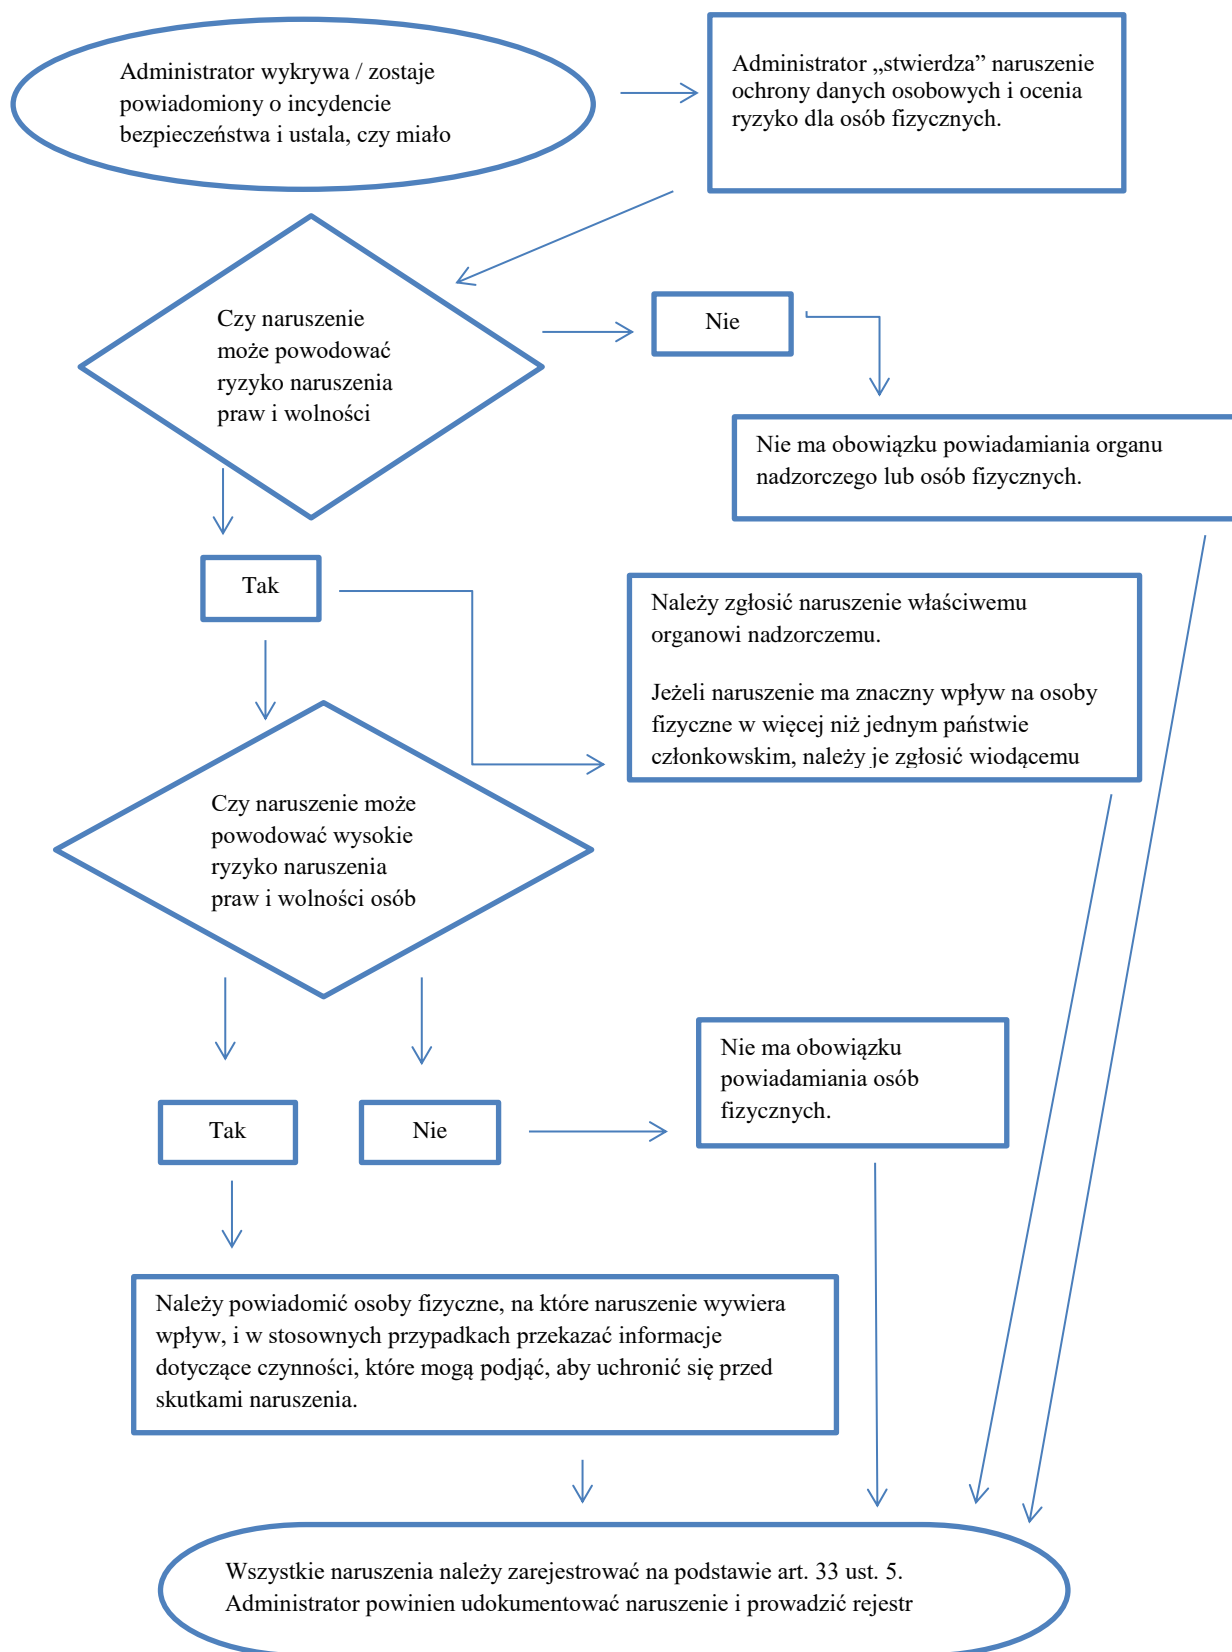 Administrator wykrywa / zostaje
powiadomiony o incydencie
bezpieczeństwa i ustala, czy miało
Administrator „stwierdza” naruszenie
ochrony danych osobowych i ocenia
ryzyko dla osób fizycznych.
Czy naruszenie
może powodować
ryzyko naruszenia
praw i wolności
Nie
Nie ma obowiązku powiadamiania organu
nadzorczego lub osób fizycznych.
Tak
Należy zgłosić naruszenie właściwemu
organowi nadzorczemu.
Jeżeli naruszenie ma znaczny wpływ na osoby
fizyczne w więcej niż jednym państwie
członkowskim, należy je zgłosić wiodącemu
Czy naruszenie może
powodować wysokie
ryzyko naruszenia
praw i wolności osób
Nie ma obowiązku
powiadamiania osób
fizycznych.
Tak
Nie
Należy powiadomić osoby fizyczne, na które naruszenie wywiera
wpływ, i w stosownych przypadkach przekazać informacje
dotyczące czynności, które mogą podjąć, aby uchronić się przed
skutkami naruszenia.
Wszystkie naruszenia należy zarejestrować na podstawie art. 33 ust. 5.
Administrator powinien udokumentować naruszenie i prowadzić rejestr